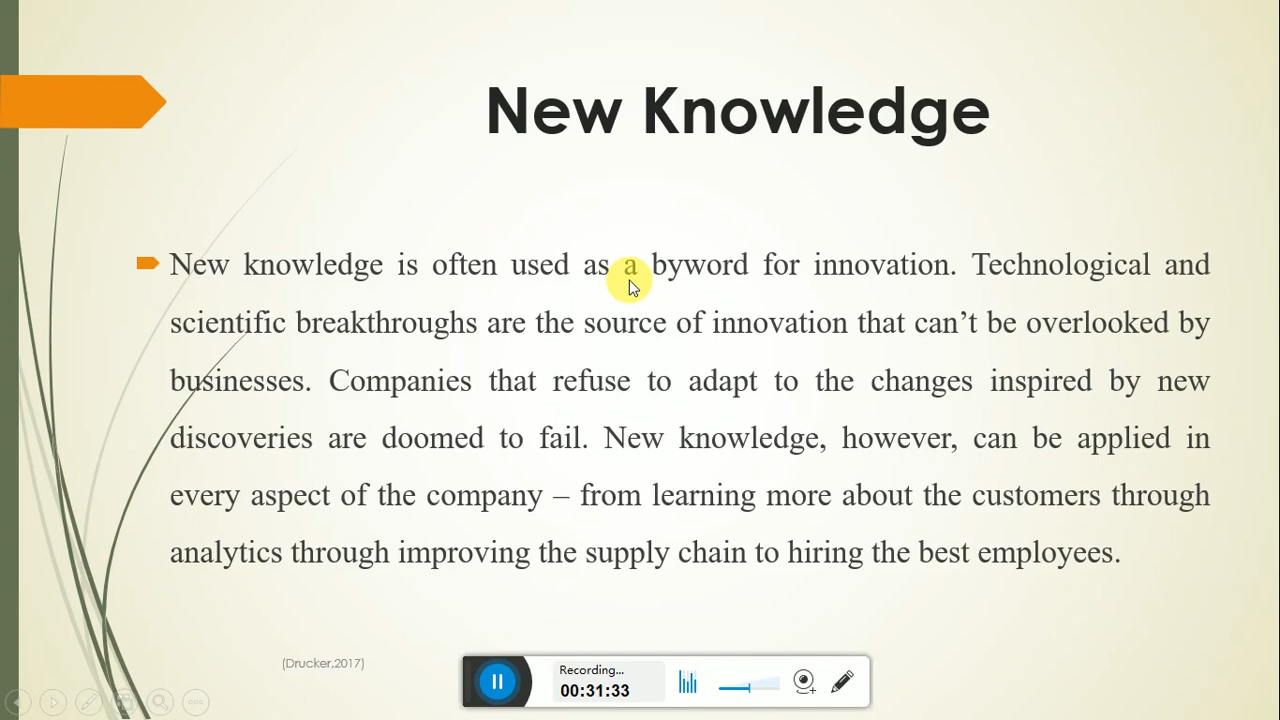 New Knowledge
New knowledge is often used as a byword for innovation. Technological and
scientific breakthroughs are the source of innovation that can’t be overlooked by
businesses. Companies that refuse to adapt to the changes inspired by new
discoveries are doomed to fail. New knowledge, however, can be applied in
every aspect of the company – from learning more about the customers through
analytics through improving the supply chain to hiring the best employees.
(Drucker,2017)
Recording...
00:31:33